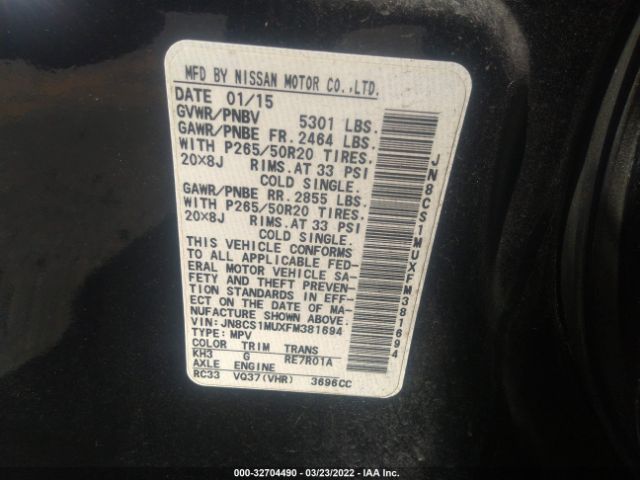 MFD BY NISSAN MOTOR CO.,LTD.
DATE 01/15
GVWR/PNBV 5301 LBS.
GAWR/PNBE FR. 2464 LBS.
WITH P265/50R20 TIRES.
20X8J RIMS.AT 33 PSI
COLD SINGLE.
GAWR/PNBE RR. 2855 LBS.
WITH P265/50R20 TIRES.
20X8J RIMS.AT 33 PSI
COLD SINGLE.
THIS VEHICLE CONFORMS
TO ALL APPLICABLE FED-
ERAL MOTOR VEHICLE SA-
FETY AND THEFT PREVEN-
TION STANDARDS IN EFF-
ECT ON THE DATE OF MA-
NUFACTURE SHOWN ABOVE.
VIN: JN8CS1MUXFM381694
TYPE: MPV
COLOR TRIM TRANS
KH3 G RE7R01A
AXLE ENGINE
RC33 VQ37(VHR) 3696CC
JN8CS1MUXFM381694
000-32704490 - 03/23/2022 - IAA Inc.